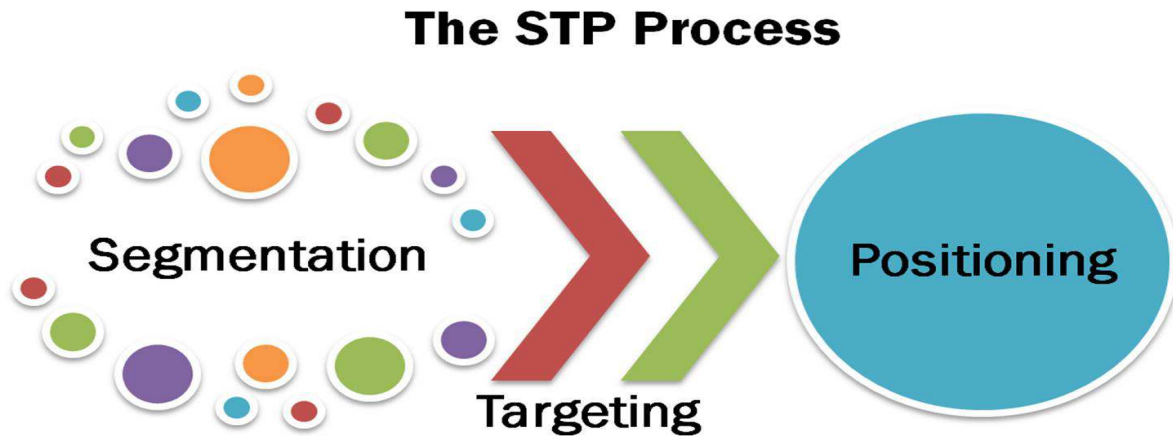 The STP Process
Segmentation
Targeting
Positioning